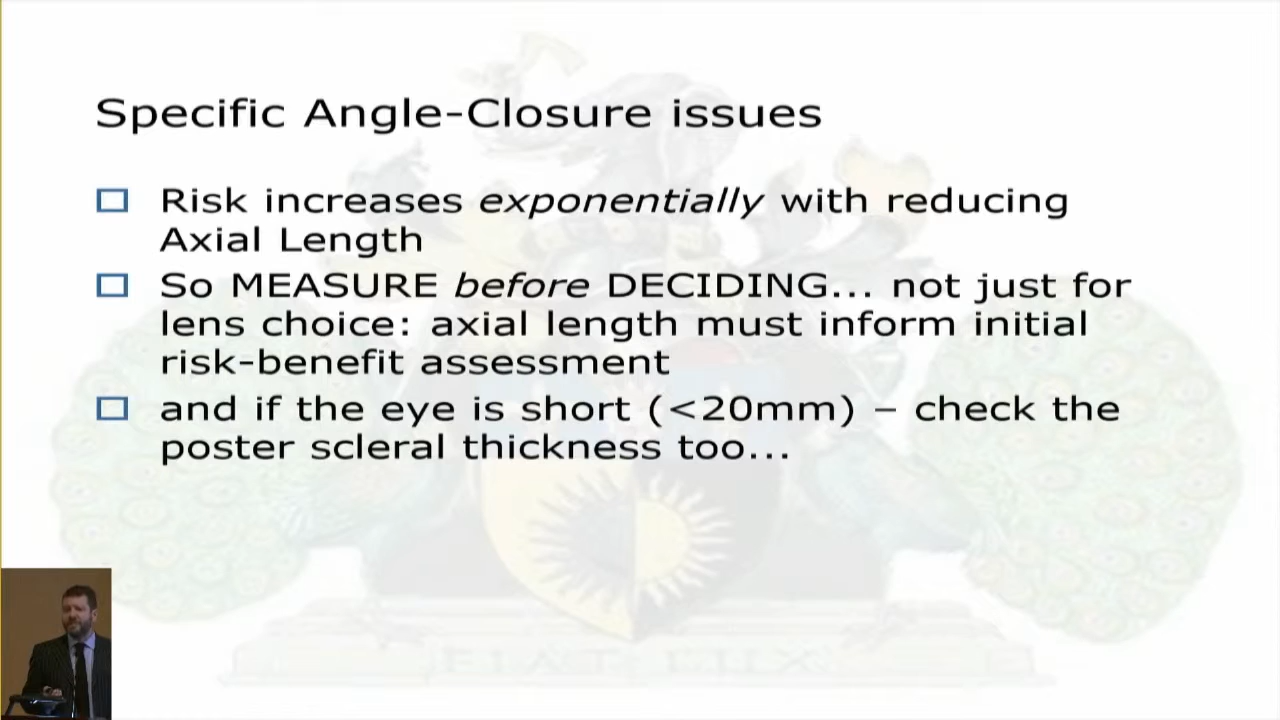 Specific Angle-Closure issues
Risk increases exponentially with reducing
Axial Length
So MEASURE before DECIDING... not just for
lens choice: axial length must inform initial
risk-benefit assessment
and if the eye is short (<20mm) – check the
poster scleral thickness too...
FIAT LUX